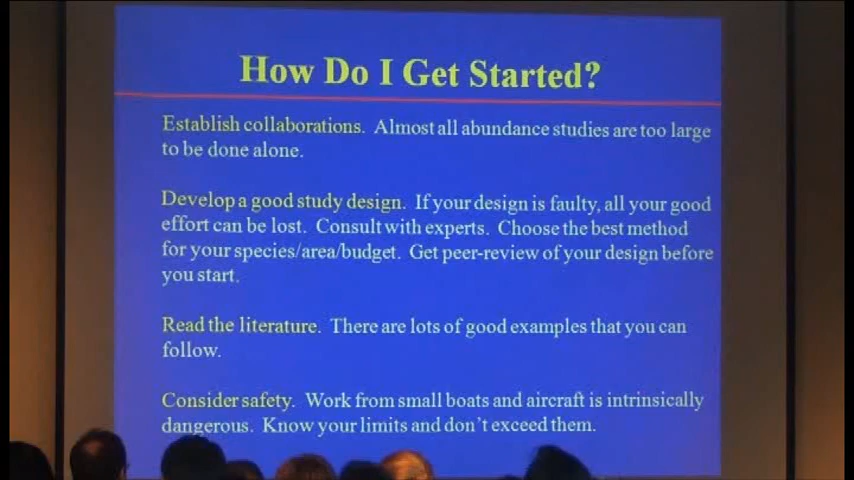 How Do I Get Started?
Establish collaborations. Almost all abundance studies are too large
to be done alone.
Develop a good study design. If your design is faulty, all your good
effort can be lost. Consult with experts. Choose the best method
for your species/area/budget. Get peer-review of your design before
you start.
Read the literature. There are lots of good examples that you can
follow.
Consider safety. Work from small boats and aircraft is intrinsically
dangerous. Know your limits and don't exceed them.